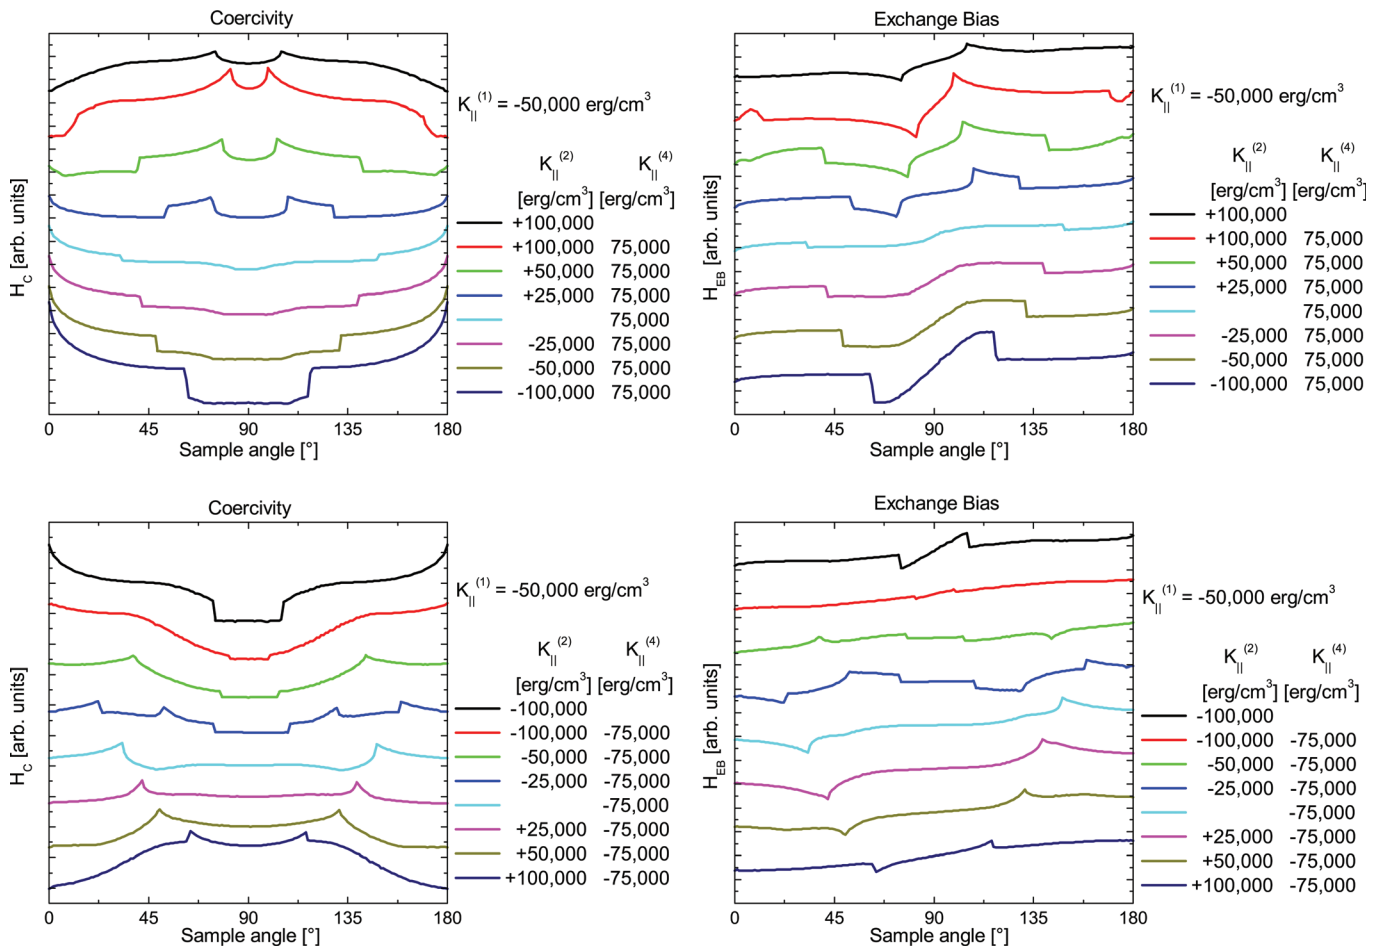 Coercivity
H_C [arb. units]
0 45 90 135 180
Sample angle [°]
K_||^(1) = -50,000 erg/cm^3
K_||^(2) K_||^(4)
[erg/cm^3] [erg/cm^3]
+100,000
+100,000 75,000
+50,000 75,000
+25,000 75,000
75,000
-25,000 75,000
-50,000 75,000
-100,000 75,000
Exchange Bias
H_EB [arb. units]
0 45 90 135 180
Sample angle [°]
K_||^(1) = -50,000 erg/cm^3
K_||^(2) K_||^(4)
[erg/cm^3] [erg/cm^3]
+100,000
+100,000 75,000
+50,000 75,000
+25,000 75,000
75,000
-25,000 75,000
-50,000 75,000
-100,000 75,000
Coercivity
H_C [arb. units]
0 45 90 135 180
Sample angle [°]
K_||^(1) = -50,000 erg/cm^3
K_||^(2) K_||^(4)
[erg/cm^3] [erg/cm^3]
-100,000
-100,000 -75,000
-50,000 -75,000
-25,000 -75,000
-75,000
+25,000 -75,000
+50,000 -75,000
+100,000 -75,000
Exchange Bias
H_EB [arb. units]
0 45 90 135 180
Sample angle [°]
K_||^(1) = -50,000 erg/cm^3
K_||^(2) K_||^(4)
[erg/cm^3] [erg/cm^3]
-100,000
-100,000 -75,000
-50,000 -75,000
-25,000 -75,000
-75,000
+25,000 -75,000
+50,000 -75,000
+100,000 -75,000